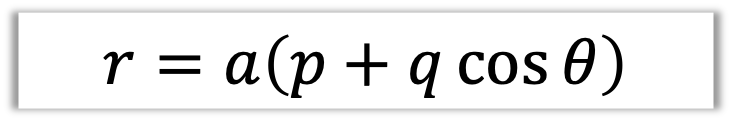 r = a(p + q cos θ)